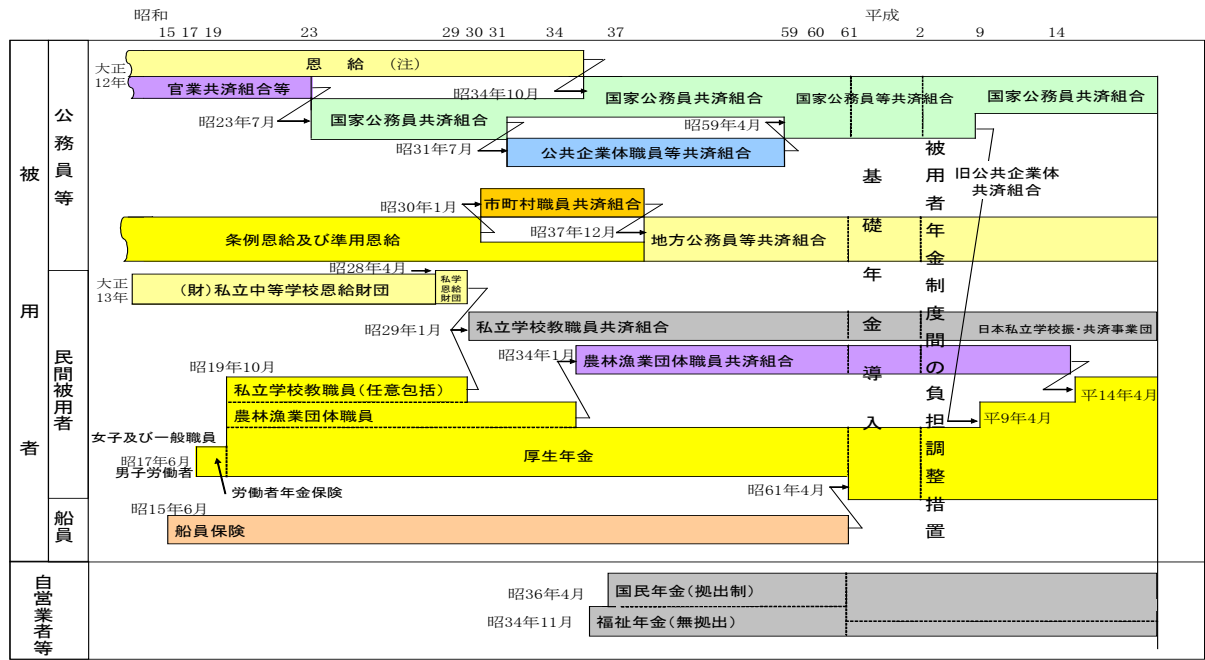 昭和
平成
15 17 19 23 29 30 31 34 37 59 60 61 2 9 14
被用者
公務員等
民間被用者
船員
自営業者等
大正
12年
恩 給 (注)
官業共済組合等
昭34年10月
国家公務員共済組合
国家公務員等共済組合
国家公務員共済組合
昭23年7月
国家公務員共済組合
昭59年4月
昭31年7月
公共企業体職員等共済組合
旧公共企業体
共済組合
昭30年1月
市町村職員共済組合
昭37年12月
条例恩給及び準用恩給
地方公務員等共済組合
基礎年金導入
被用者年金制度間の負担調整措置
昭28年4月
大正
13年
(財)私立中等学校恩給財団
私学
恩給
財団
昭29年1月
私立学校教職員共済組合
日本私立学校振・共済事業団
昭34年1月
農林漁業団体職員共済組合
昭19年10月
私立学校教職員(任意包括)
平14年4月
農林漁業団体職員
平9年4月
女子及び一般職員
昭17年6月
男子労働者
厚生年金
労働者年金保険
昭61年4月
昭15年6月
船員保険
昭36年4月
国民年金(拠出制)
昭34年11月
福祉年金(無拠出)